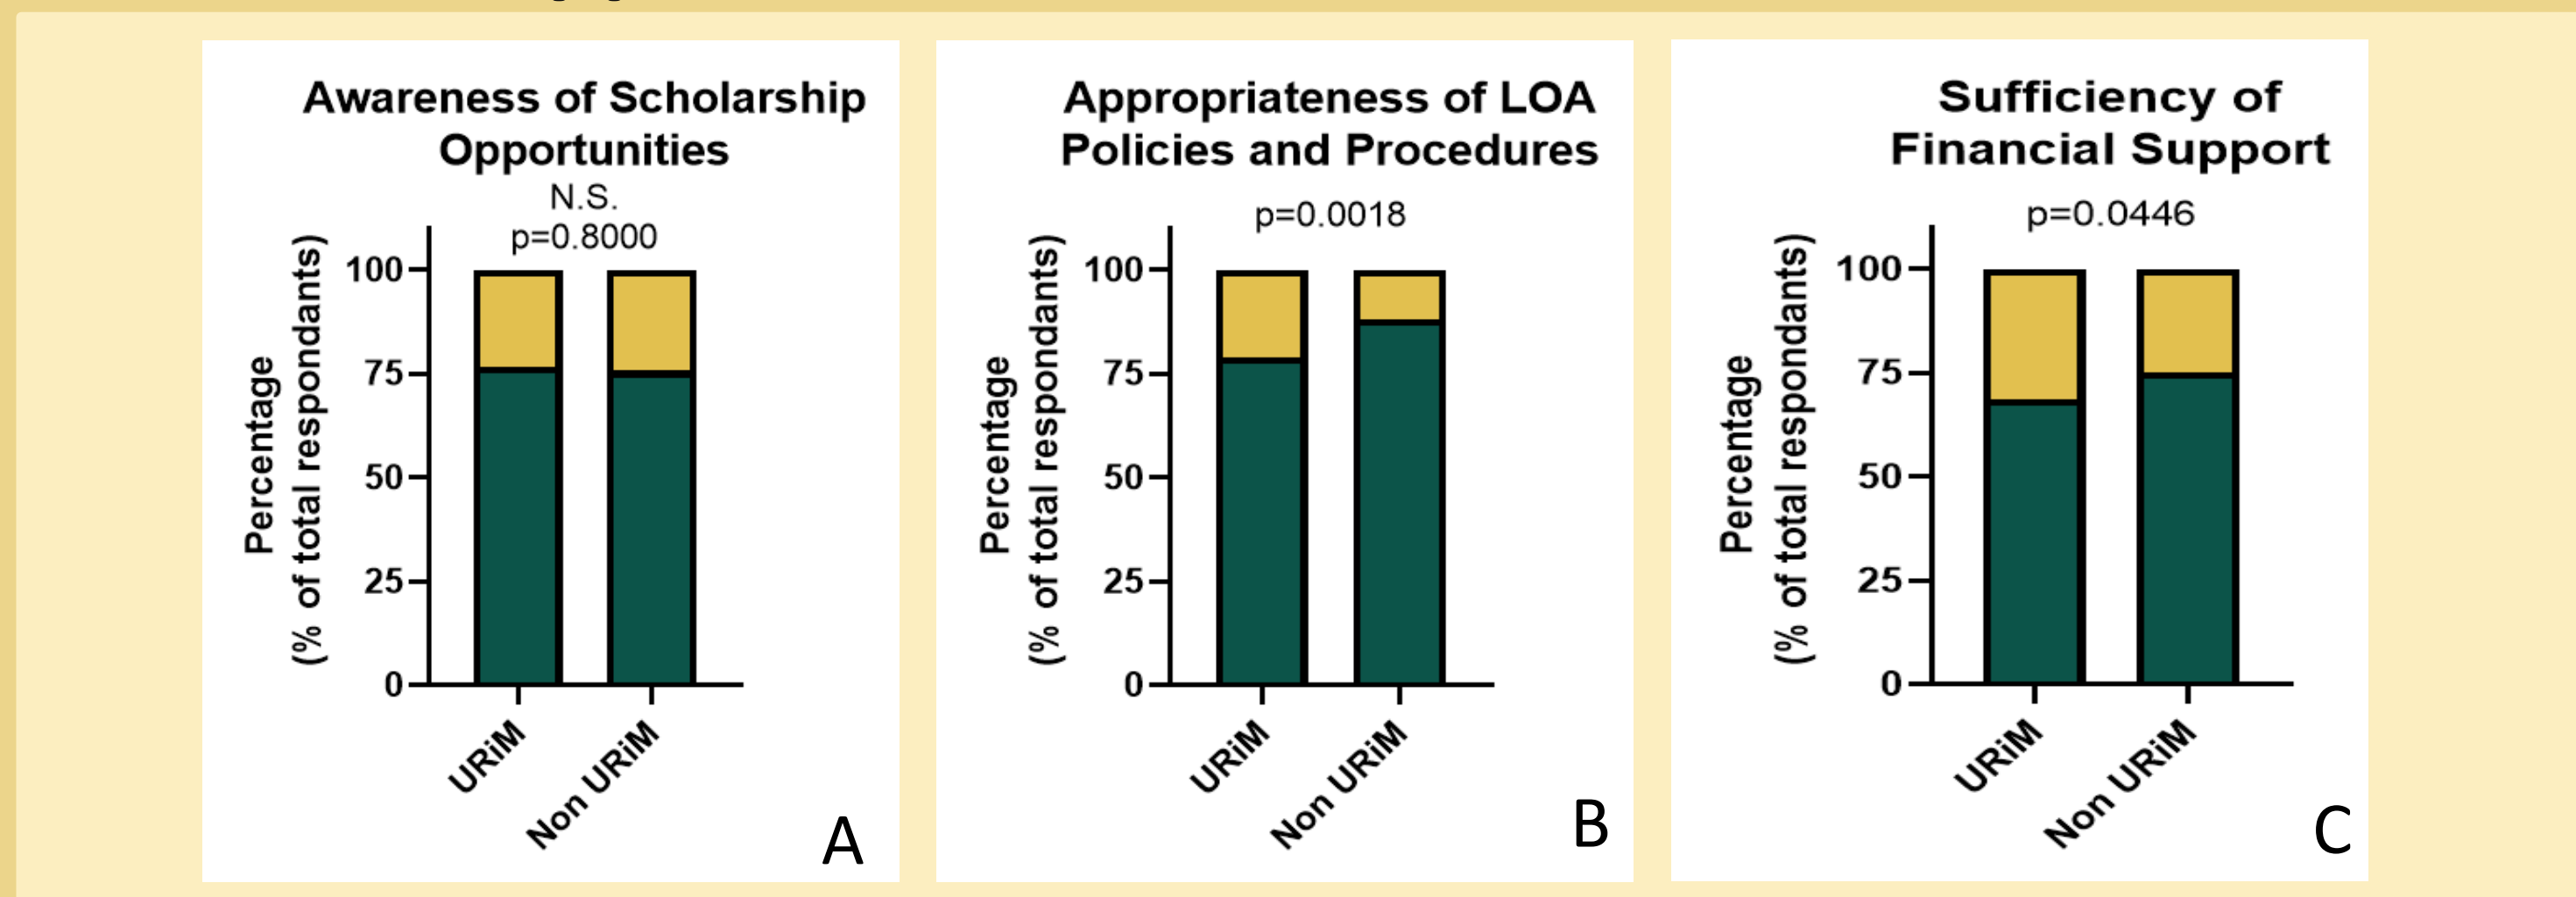 Awareness of Scholarship
Opportunities
N.S.
p=0.8000
Percentage
(% of total respondants)
100
75
50
25
0
URiM
Non URiM
A
Appropriateness of LOA
Policies and Procedures
p=0.0018
Percentage
(% of total respondants)
100
75
50
25
0
URiM
Non URiM
B
Sufficiency of
Financial Support
p=0.0446
Percentage
(% of total respondants)
100
75
50
25
0
URiM
Non URiM
C